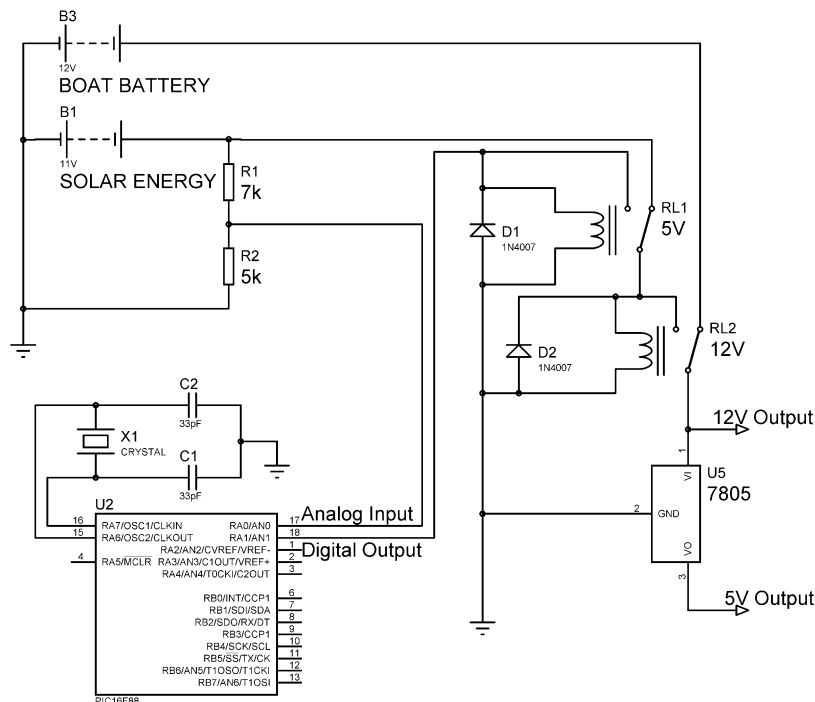 B3
12V
BOAT BATTERY
B1
11V
SOLAR ENERGY
R1
7k
R2
5k
D1
1N4007
RL1
5V
D2
1N4007
RL2
12V
12V Output
1
U5
7805
VI
2
GND
VO
3
5V Output
C2
33pF
X1
CRYSTAL
C1
33pF
U2
16 RA7/OSC1/CLKIN
15 RA6/OSC2/CLKOUT
4 RA5/MCLR
RA0/AN0 17 Analog Input
RA1/AN1 18
RA2/AN2/CVREF/VREF- 1 Digital Output
RA3/AN3/C1OUT/VREF+ 2
RA4/AN4/T0CKI/C2OUT 3
RB0/INT/CCP1 6
RB1/SDI/SDA 7
RB2/SDO/RX/DT 8
RB3/CCP1 9
RB4/SCK/SCL 10
RB5/SS/TX/CK 11
RB6/AN5/T1OSO/T1CKI 12
RB7/AN6/T1OSI 13
PIC16F88